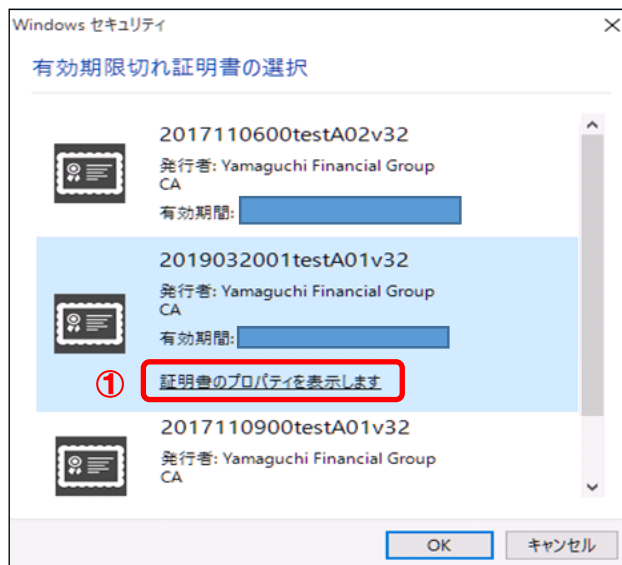 Windows セキュリティ
有効期限切れ証明書の選択
2017110600testA02v32
発行者: Yamaguchi Financial Group
CA
有効期間:
2019032001testA01v32
発行者: Yamaguchi Financial Group
CA
有効期間:
①
証明書のプロパティを表示します
2017110900testA01v32
発行者: Yamaguchi Financial Group
CA
OK
キャンセル